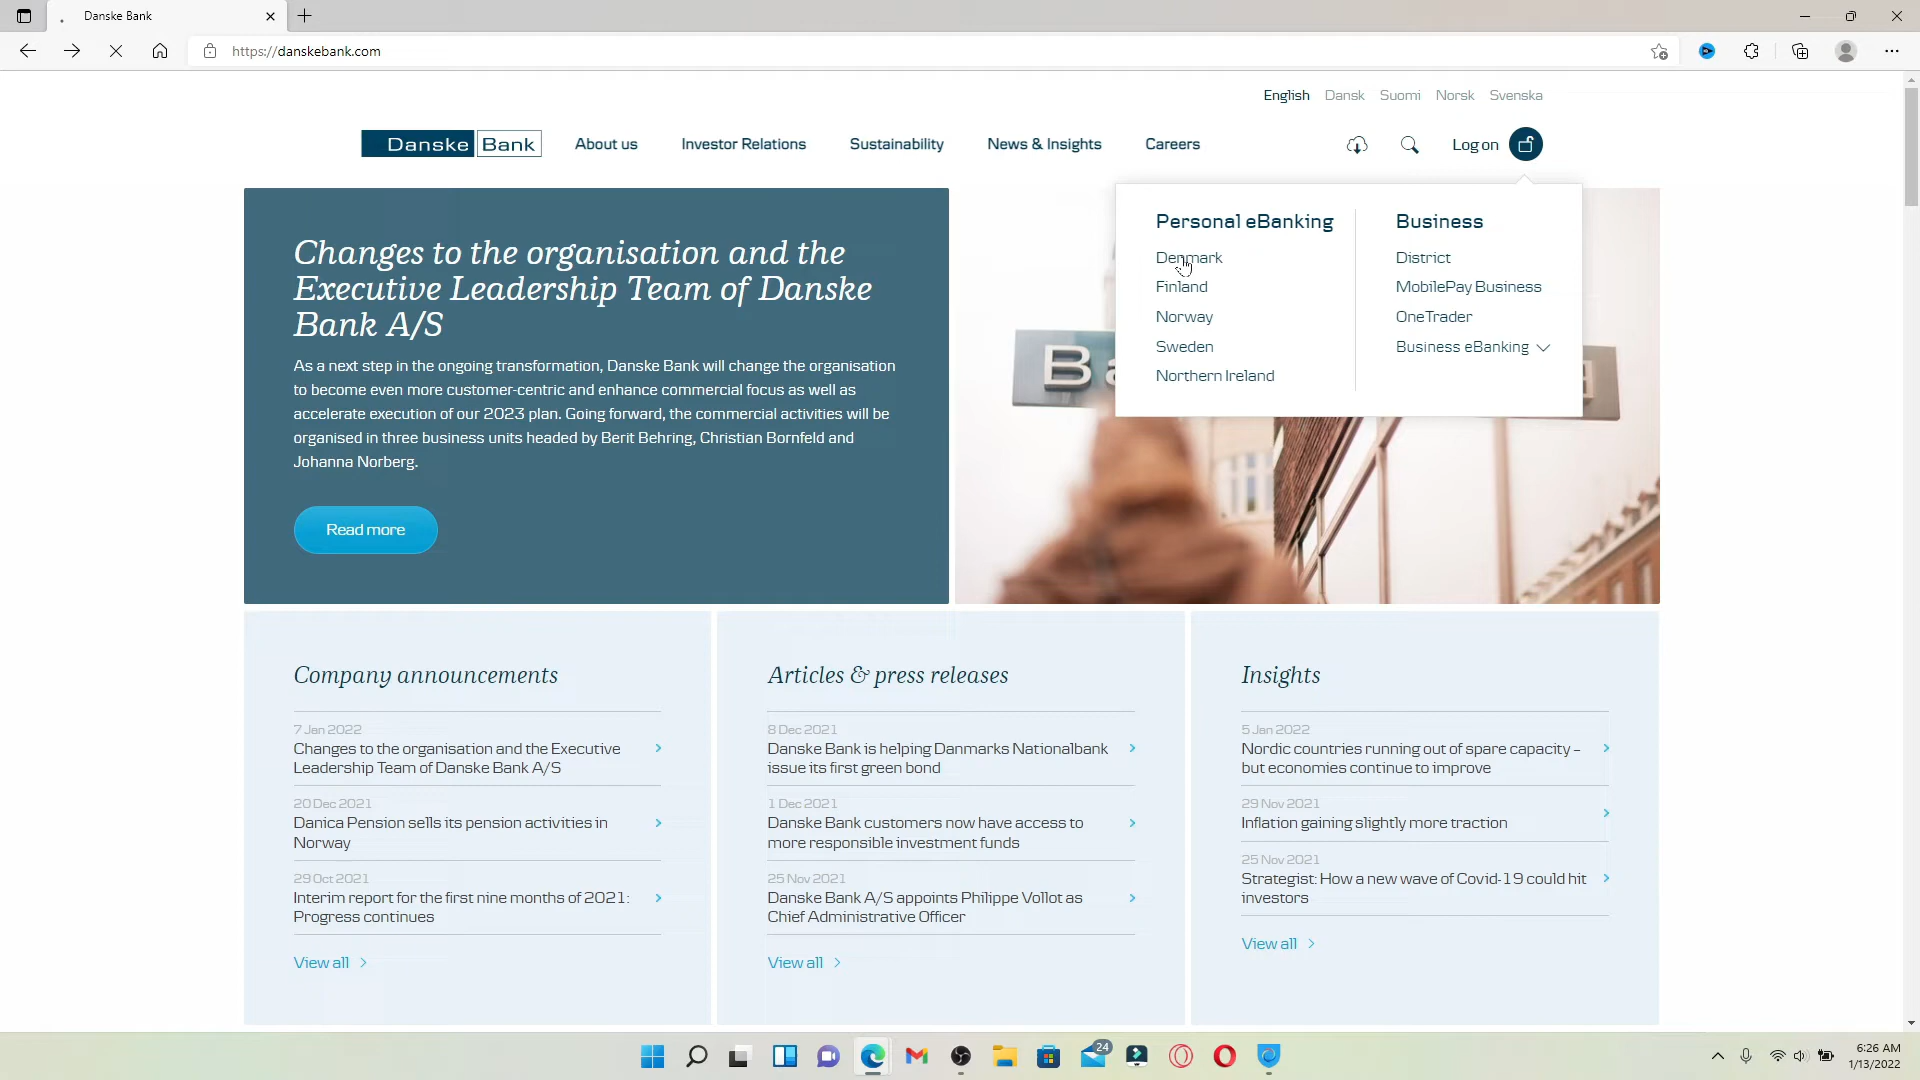 Danske Bank
https://danskebank.com
English Dansk Suomi Norsk Svenska
Danske Bank
About us Investor Relations Sustainability News & Insights Careers
Log on
Personal eBanking
Denmark
Finland
Norway
Sweden
Northern Ireland
Business
District
MobilePay Business
OneTrader
Business eBanking
Changes to the organisation and the
Executive Leadership Team of Danske
Bank A/S
As a next step in the ongoing transformation, Danske Bank will change the organisation
to become even more customer-centric and enhance commercial focus as well as
accelerate execution of our 2023 plan. Going forward, the commercial activities will be
organised in three business units headed by Berit Behring, Christian Bornfeld and
Johanna Norberg.
Read more
Company announcements
7 Jan 2022
Changes to the organisation and the Executive
Leadership Team of Danske Bank A/S
20 Dec 2021
Danica Pension sells its pension activities in
Norway
29 Oct 2021
Interim report for the first nine months of 2021:
Progress continues
View all
Articles & press releases
8 Dec 2021
Danske Bank is helping Danmarks Nationalbank
issue its first green bond
1 Dec 2021
Danske Bank customers now have access to
more responsible investment funds
25 Nov 2021
Danske Bank A/S appoints Philippe Vollot as
Chief Administrative Officer
View all
Insights
5 Jan 2022
Nordic countries running out of spare capacity –
but economies continue to improve
29 Nov 2021
Inflation gaining slightly more traction
25 Nov 2021
Strategist: How a new wave of Covid-19 could hit
investors
View all
24
6:26 AM
1/13/2022